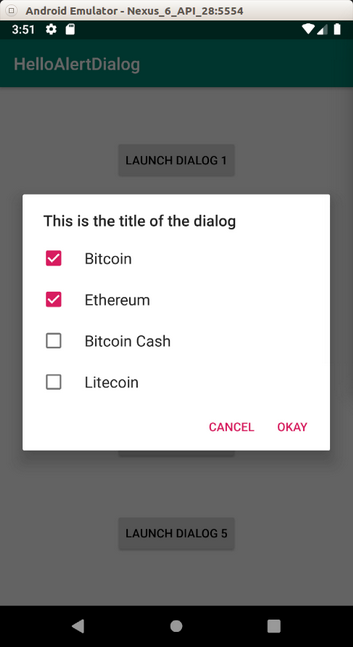 Android Emulator - Nexus_6_API_28:5554
3:51
HelloAlertDialog
LAUNCH DIALOG 1
This is the title of the dialog
Bitcoin
Ethereum
Bitcoin Cash
Litecoin
CANCEL OKAY
LAUNCH DIALOG 5